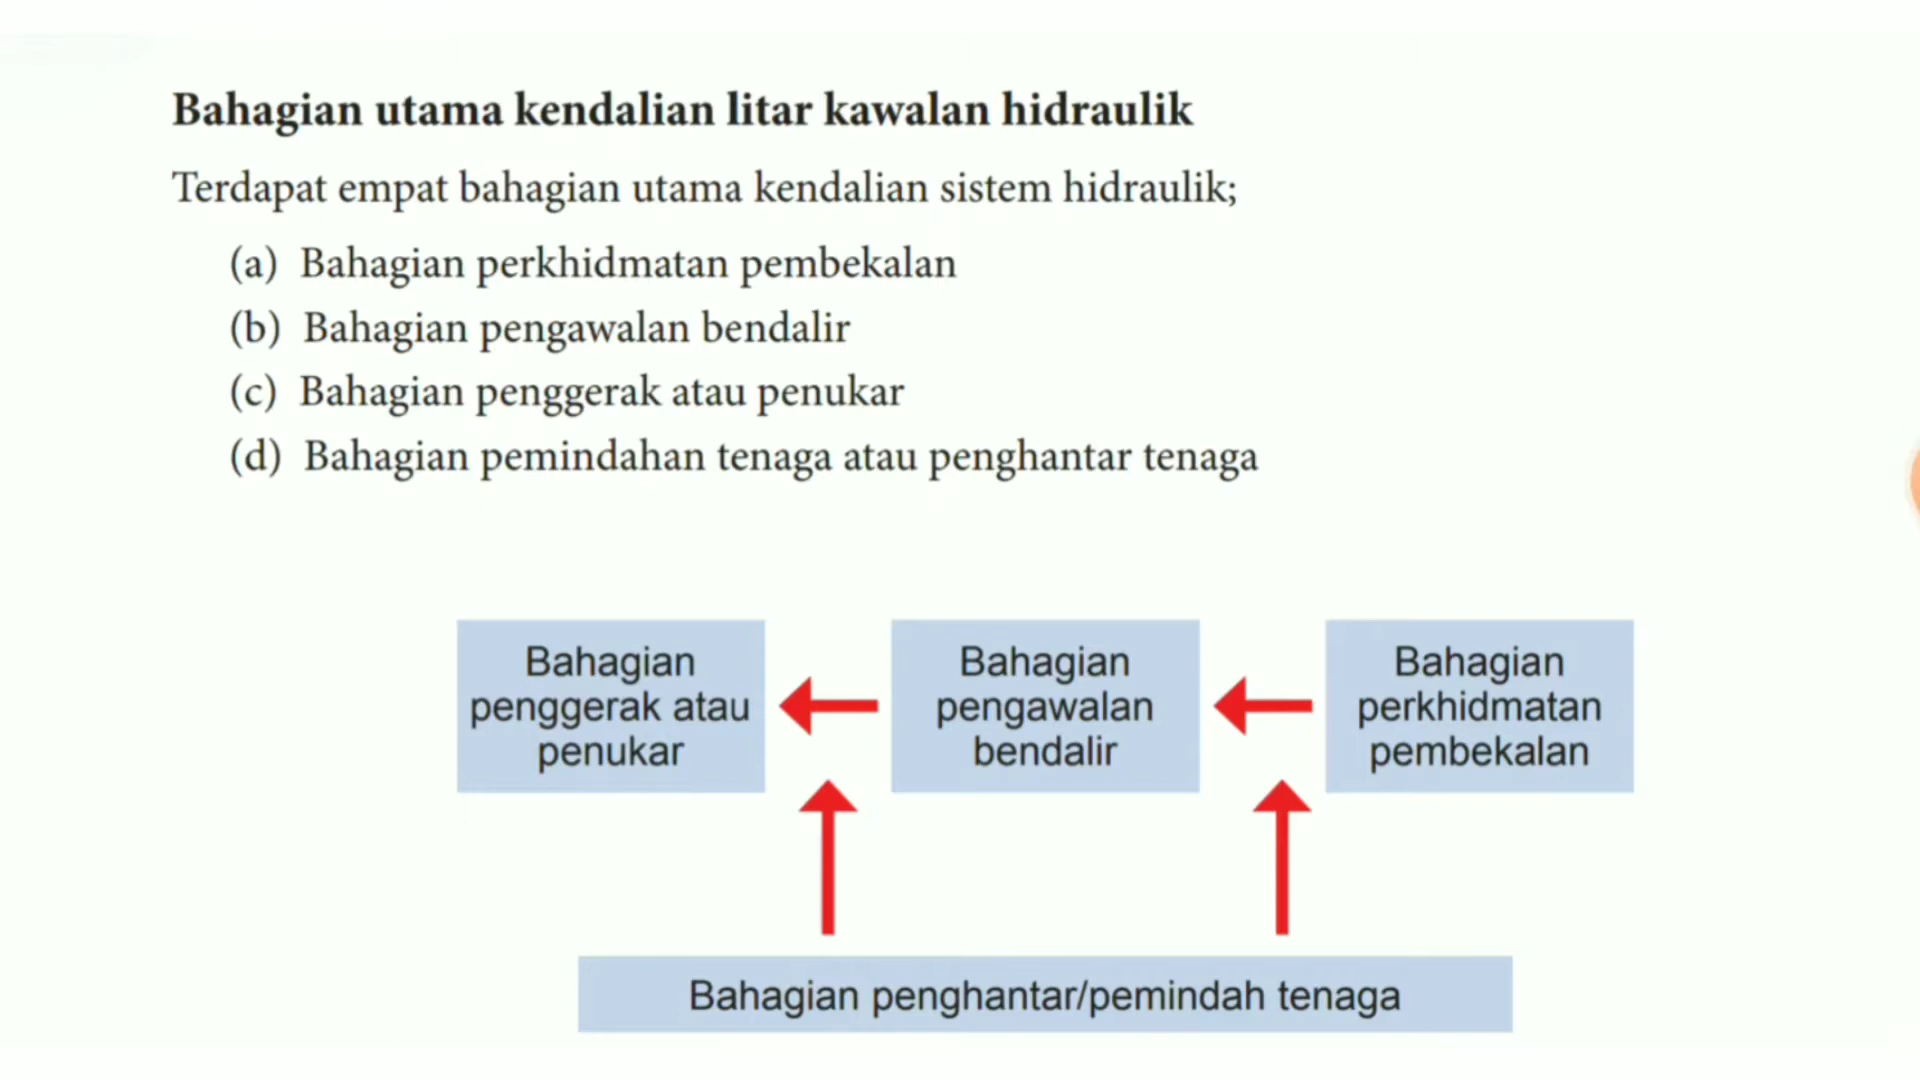 Bahagian utama kendalian litar kawalan hidraulik
Terdapat empat bahagian utama kendalian sistem hidraulik;
(a) Bahagian perkhidmatan pembekalan
(b) Bahagian pengawalan bendalir
(c) Bahagian penggerak atau penukar
(d) Bahagian pemindahan tenaga atau penghantar tenaga
Bahagian
penggerak atau
penukar
Bahagian
pengawalan
bendalir
Bahagian
perkhidmatan
pembekalan
Bahagian penghantar/pemindah tenaga